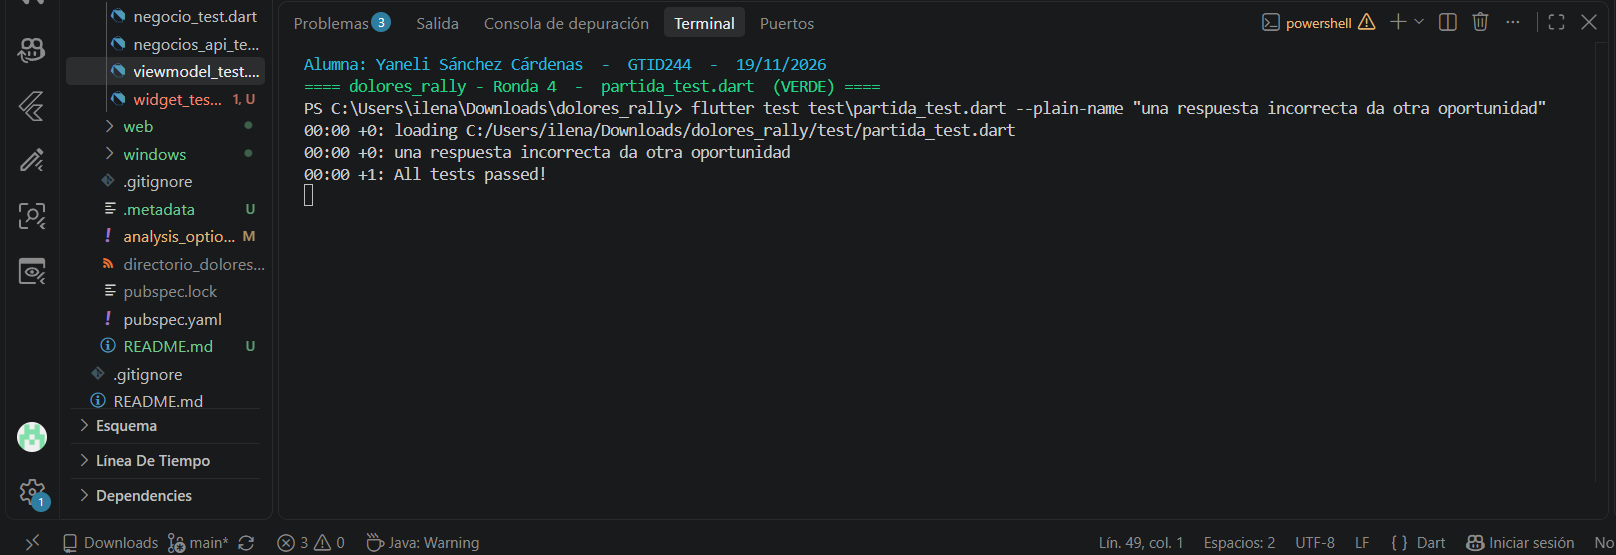 negocio_test.dart
negocios_api_te...
viewmodel_test....
widget_tes... 1, U
web
windows
.gitignore
.metadata U
analysis_optio... M
directorio_dolores...
pubspec.lock
pubspec.yaml
README.md U
.gitignore
README.md
Esquema
Línea De Tiempo
Dependencies
1
Problemas 3 Salida Consola de depuración Terminal Puertos
powershell
Alumna: Yaneli Sánchez Cárdenas - GTID244 - 19/11/2026
==== dolores_rally - Ronda 4 - partida_test.dart (VERDE) ====
PS C:\Users\ilena\Downloads\dolores_rally> flutter test test\partida_test.dart --plain-name "una respuesta incorrecta da otra oportunidad"
00:00 +0: loading C:/Users/ilena/Downloads/dolores_rally/test/partida_test.dart
00:00 +0: una respuesta incorrecta da otra oportunidad
00:00 +1: All tests passed!
Downloads main* 3 0 Java: Warning Lín. 49, col. 1 Espacios: 2 UTF-8 LF { } Dart Iniciar sesión No